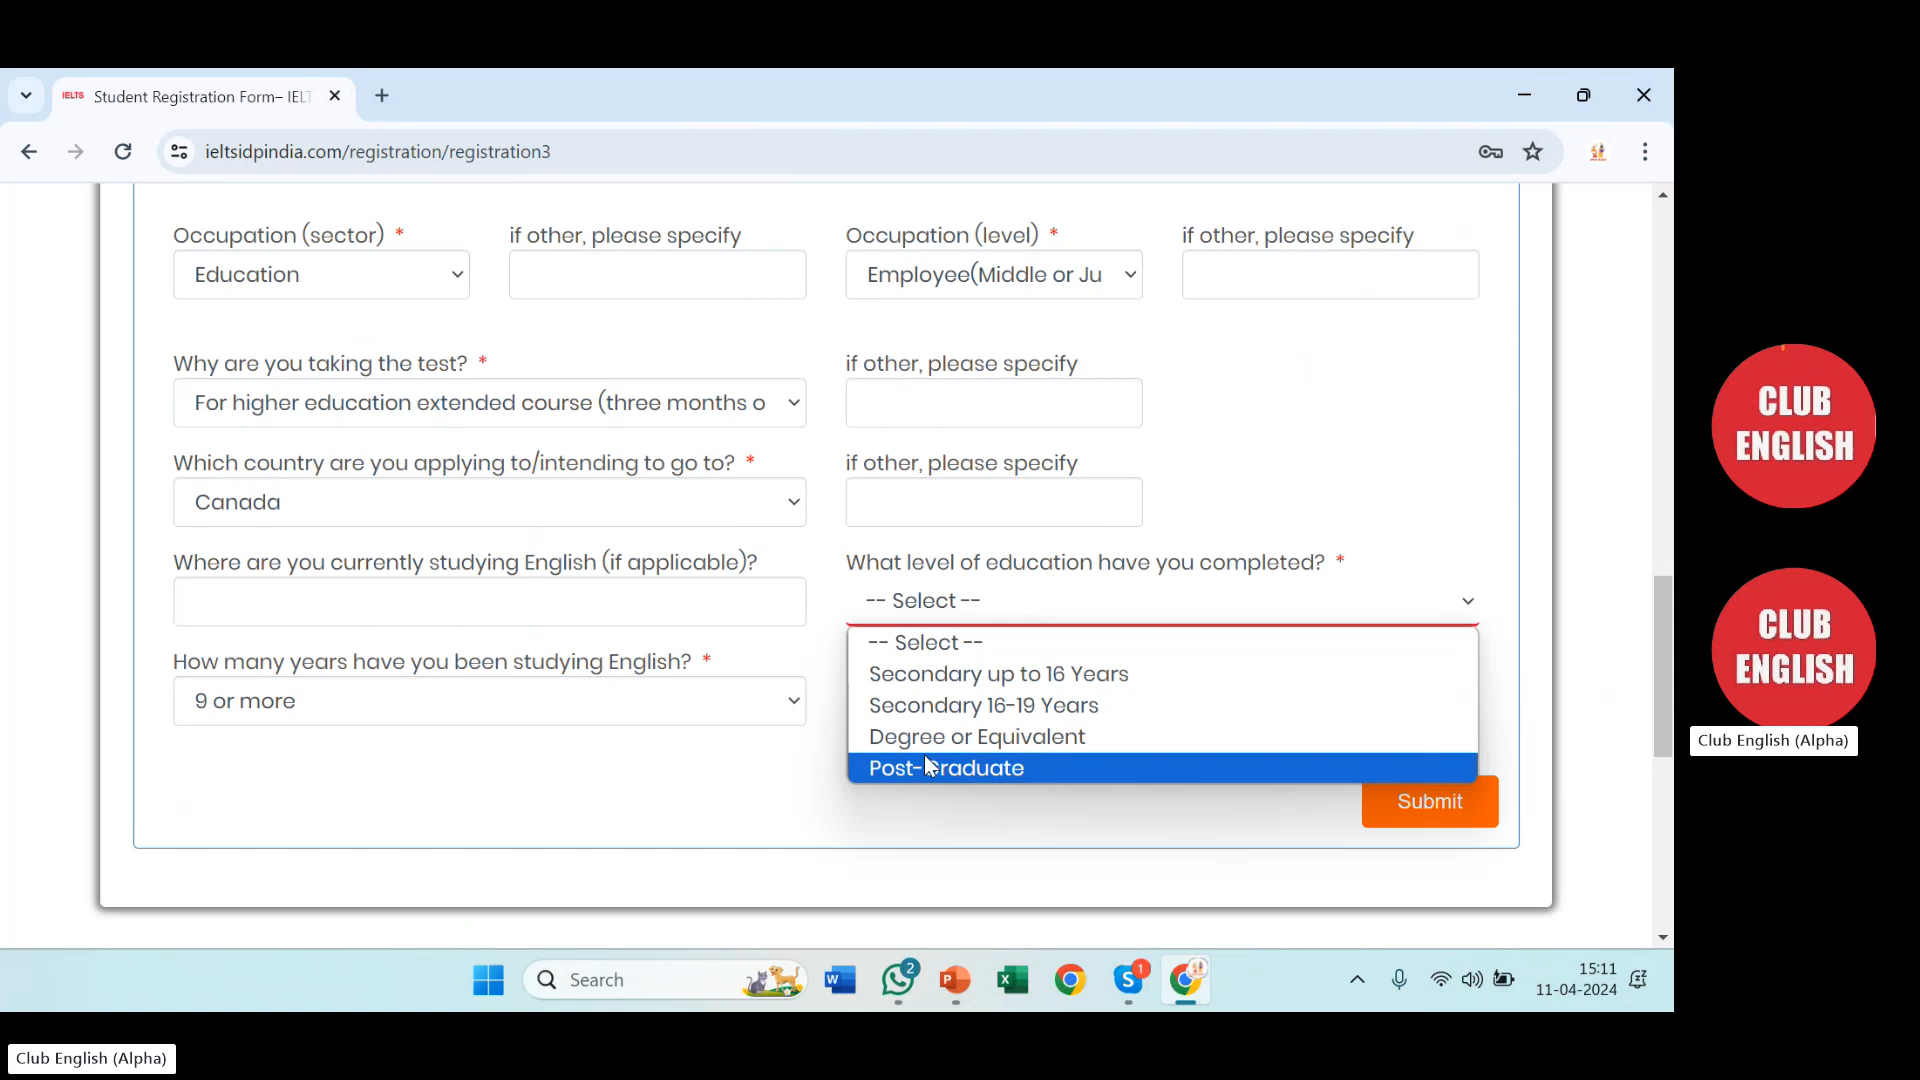 IELTS Student Registration Form– IELT
ieltsidpindia.com/registration/registration3
Occupation (sector) * if other, please specify Occupation (level) * if other, please specify
Education Employee(Middle or Ju
Why are you taking the test? * if other, please specify
For higher education extended course (three months o
Which country are you applying to/intending to go to? * if other, please specify
Canada
Where are you currently studying English (if applicable)? What level of education have you completed? *
-- Select --
-- Select --
How many years have you been studying English? *
Secondary up to 16 Years
9 or more
Secondary 16-19 Years
Degree or Equivalent
Post-Graduate
Submit
CLUB
ENGLISH
CLUB
ENGLISH
Club English (Alpha)
Search
W
2
P
X
S
1
15:11
11-04-2024
Club English (Alpha)